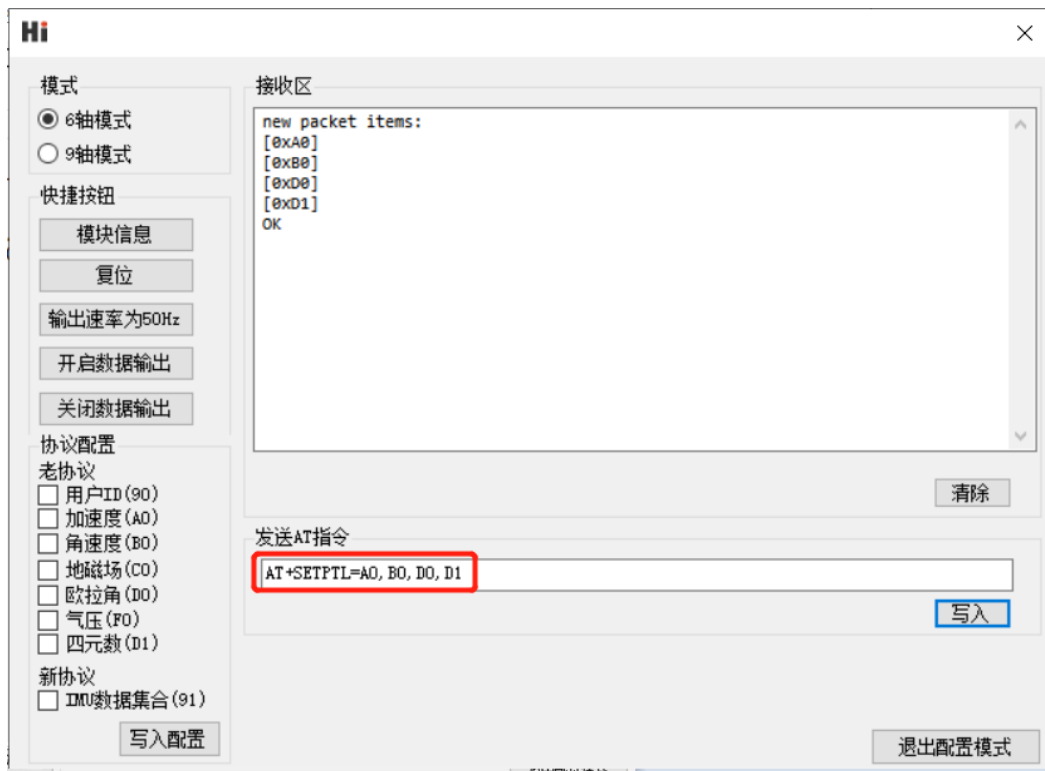 Hi
模式
6轴模式
9轴模式
快捷按钮
模块信息
复位
输出速率为50Hz
开启数据输出
关闭数据输出
协议配置
老协议
用户ID(90)
加速度(A0)
角速度(B0)
地磁场(C0)
欧拉角(D0)
气压(F0)
四元数(D1)
新协议
IMU数据集合(91)
写入配置
接收区
new packet items:
[0xA0]
[0xB0]
[0xD0]
[0xD1]
OK
清除
发送AT指令
AT+SETPTL=A0,B0,D0,D1
写入
退出配置模式